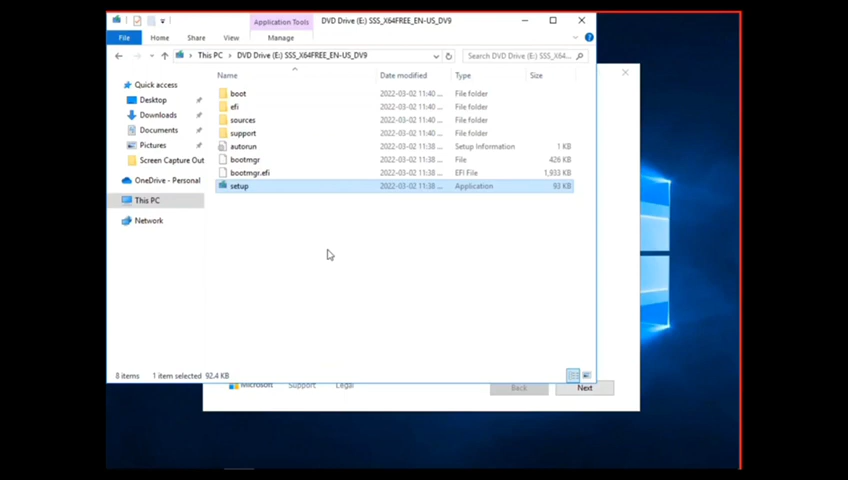 Application Tools DVD Drive (E:) SSS_X64FREE_EN-US_DV9
File Home Share View Manage
This PC DVD Drive (E:) SSS_X64FREE_EN-US_DV9 Search DVD Drive (E:) SSS_X64...
Name Date modified Type Size
Quick access
Desktop
Downloads
Documents
Pictures
Screen Capture Out
OneDrive - Personal
This PC
Network
boot 2022-03-02 11:40 ... File folder
efi 2022-03-02 11:40 ... File folder
sources 2022-03-02 11:40 ... File folder
support 2022-03-02 11:40 ... File folder
autorun 2022-03-02 11:38 ... Setup Information 1 KB
bootmgr 2022-03-02 11:38 ... File 426 KB
bootmgr.efi 2022-03-02 11:38 ... EFI File 1,933 KB
setup 2022-03-02 11:38 ... Application 93 KB
8 items 1 item selected 92.4 KB
Microsoft Support Legal Back Next